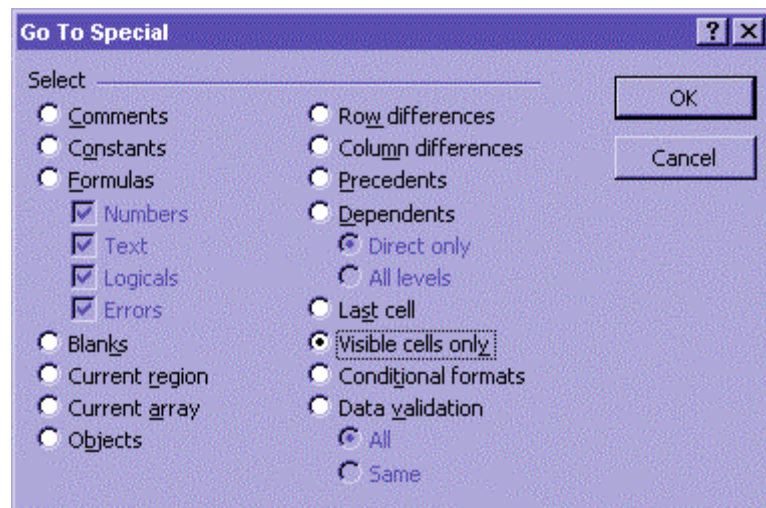 Go To Special
Select
Comments
Constants
Formulas
Numbers
Text
Logicals
Errors
Blanks
Current region
Current array
Objects
Row differences
Column differences
Precedents
Dependents
Direct only
All levels
Last cell
Visible cells only
Conditional formats
Data validation
All
Same
OK
Cancel